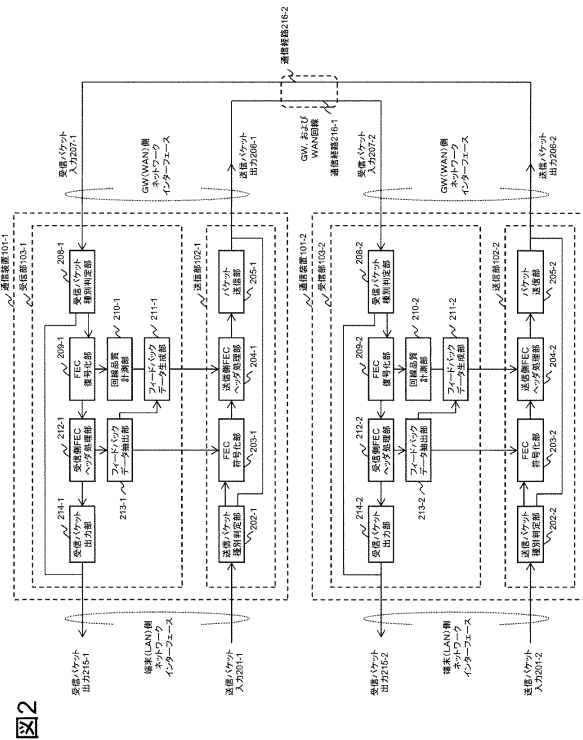 図2
通信装置101-1
受信部103-1
受信パケット
入力207-1
GW(WAN)側
ネットワーク
インターフェース
208-1
受信パケット
種別判定部
209-1
FEC
復号化部
210-1
回線品質
計測部
211-1
フィードバック
データ生成部
212-1
受信側FEC
ヘッダ処理部
フィードバック
データ抽出部
213-1
214-1
受信パケット
出力部
受信パケット
出力215-1
端末(LAN)側
ネットワーク
インターフェース
送信パケット
入力201-1
送信部102-1
送信パケット
種別判定部
202-1
FEC
符号化部
203-1
送信側FEC
ヘッダ処理部
204-1
パケット
送信部
205-1
送信パケット
出力206-1
通信経路216-2
GW、および
WAN回線
通信経路216-1
通信装置101-2
受信部103-2
受信パケット
入力207-2
GW(WAN)側
ネットワーク
インターフェース
208-2
受信パケット
種別判定部
209-2
FEC
復号化部
210-2
回線品質
計測部
211-2
フィードバック
データ生成部
212-2
受信側FEC
ヘッダ処理部
フィードバック
データ抽出部
213-2
214-2
受信パケット
出力部
受信パケット
出力215-2
端末(LAN)側
ネットワーク
インターフェース
送信パケット
入力201-2
送信部102-2
送信パケット
種別判定部
202-2
FEC
符号化部
203-2
送信側FEC
ヘッダ処理部
204-2
パケット
送信部
205-2
送信パケット
出力206-2